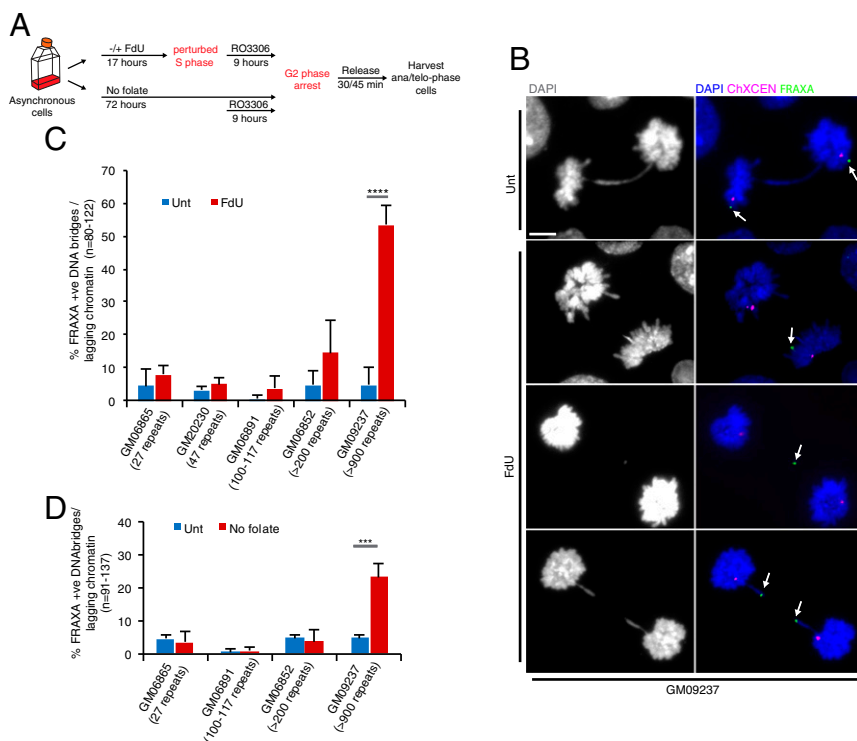 A
-/+ FdU
17 hours
perturbed
S phase
RO3306
9 hours
Asynchronous
cells
No folate
72 hours
RO3306
9 hours
G2 phase
arrest
Release
30/45 min
Harvest
ana/telo-phase
cells
B
DAPI
DAPI ChXCEN FRAXA
Unt
FdU
GM09237
C
% FRAXA +ve DNA bridges /
lagging chromatin (n=80-122)
70
60
50
40
30
20
10
0
Unt
FdU
****
GM06865
(27 repeats)
GM20230
(47 repeats)
GM06891
(100-117 repeats)
GM06852
(>200 repeats)
GM09237
(>900 repeats)
D
% FRAXA +ve DNAbridges/
lagging chromatin
(n=91-137)
40
30
20
10
0
Unt
No folate
***
GM06865
(27 repeats)
GM06891
(100-117 repeats)
GM06852
(>200 repeats)
GM09237
(>900 repeats)